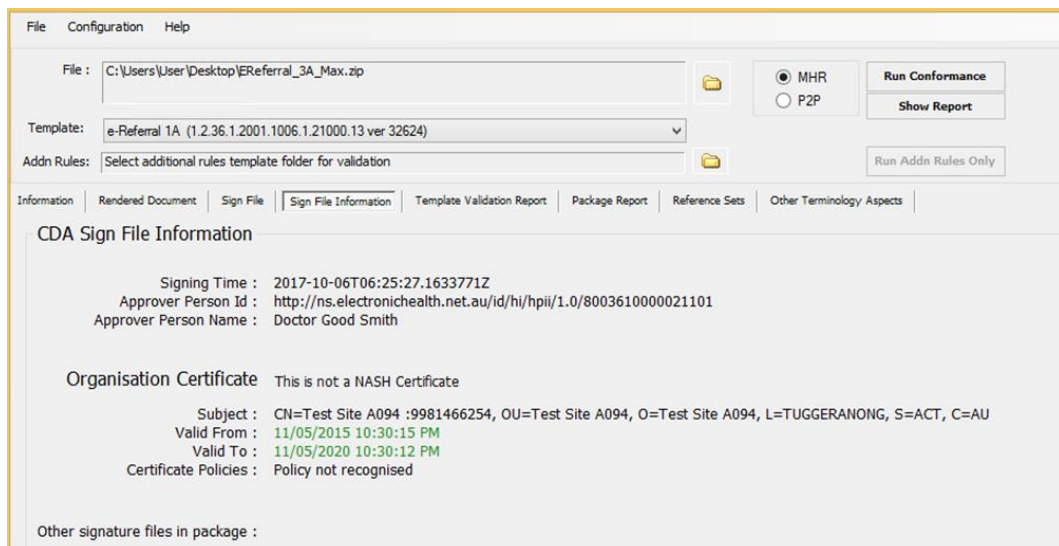 File Configuration Help
File : C:\Users\User\Desktop\EReferral_3A_Max.zip
MHR
P2P
Run Conformance
Show Report
Template: e-Referral 1A (1.2.36.1.2001.1006.1.21000.13 ver 32624)
Addn Rules: Select additional rules template folder for validation
Run Addn Rules Only
Information Rendered Document Sign File Sign File Information Template Validation Report Package Report Reference Sets Other Terminology Aspects
CDA Sign File Information
Signing Time : 2017-10-06T06:25:27.1633771Z
Approver Person Id : http://ns.electronichealth.net.au/id/hi/hpii/1.0/8003610000021101
Approver Person Name : Doctor Good Smith
Organisation Certificate This is not a NASH Certificate
Subject : CN=Test Site A094 :9981466254, OU=Test Site A094, O=Test Site A094, L=TUGGERANONG, S=ACT, C=AU
Valid From : 11/05/2015 10:30:15 PM
Valid To : 11/05/2020 10:30:12 PM
Certificate Policies : Policy not recognised
Other signature files in package :